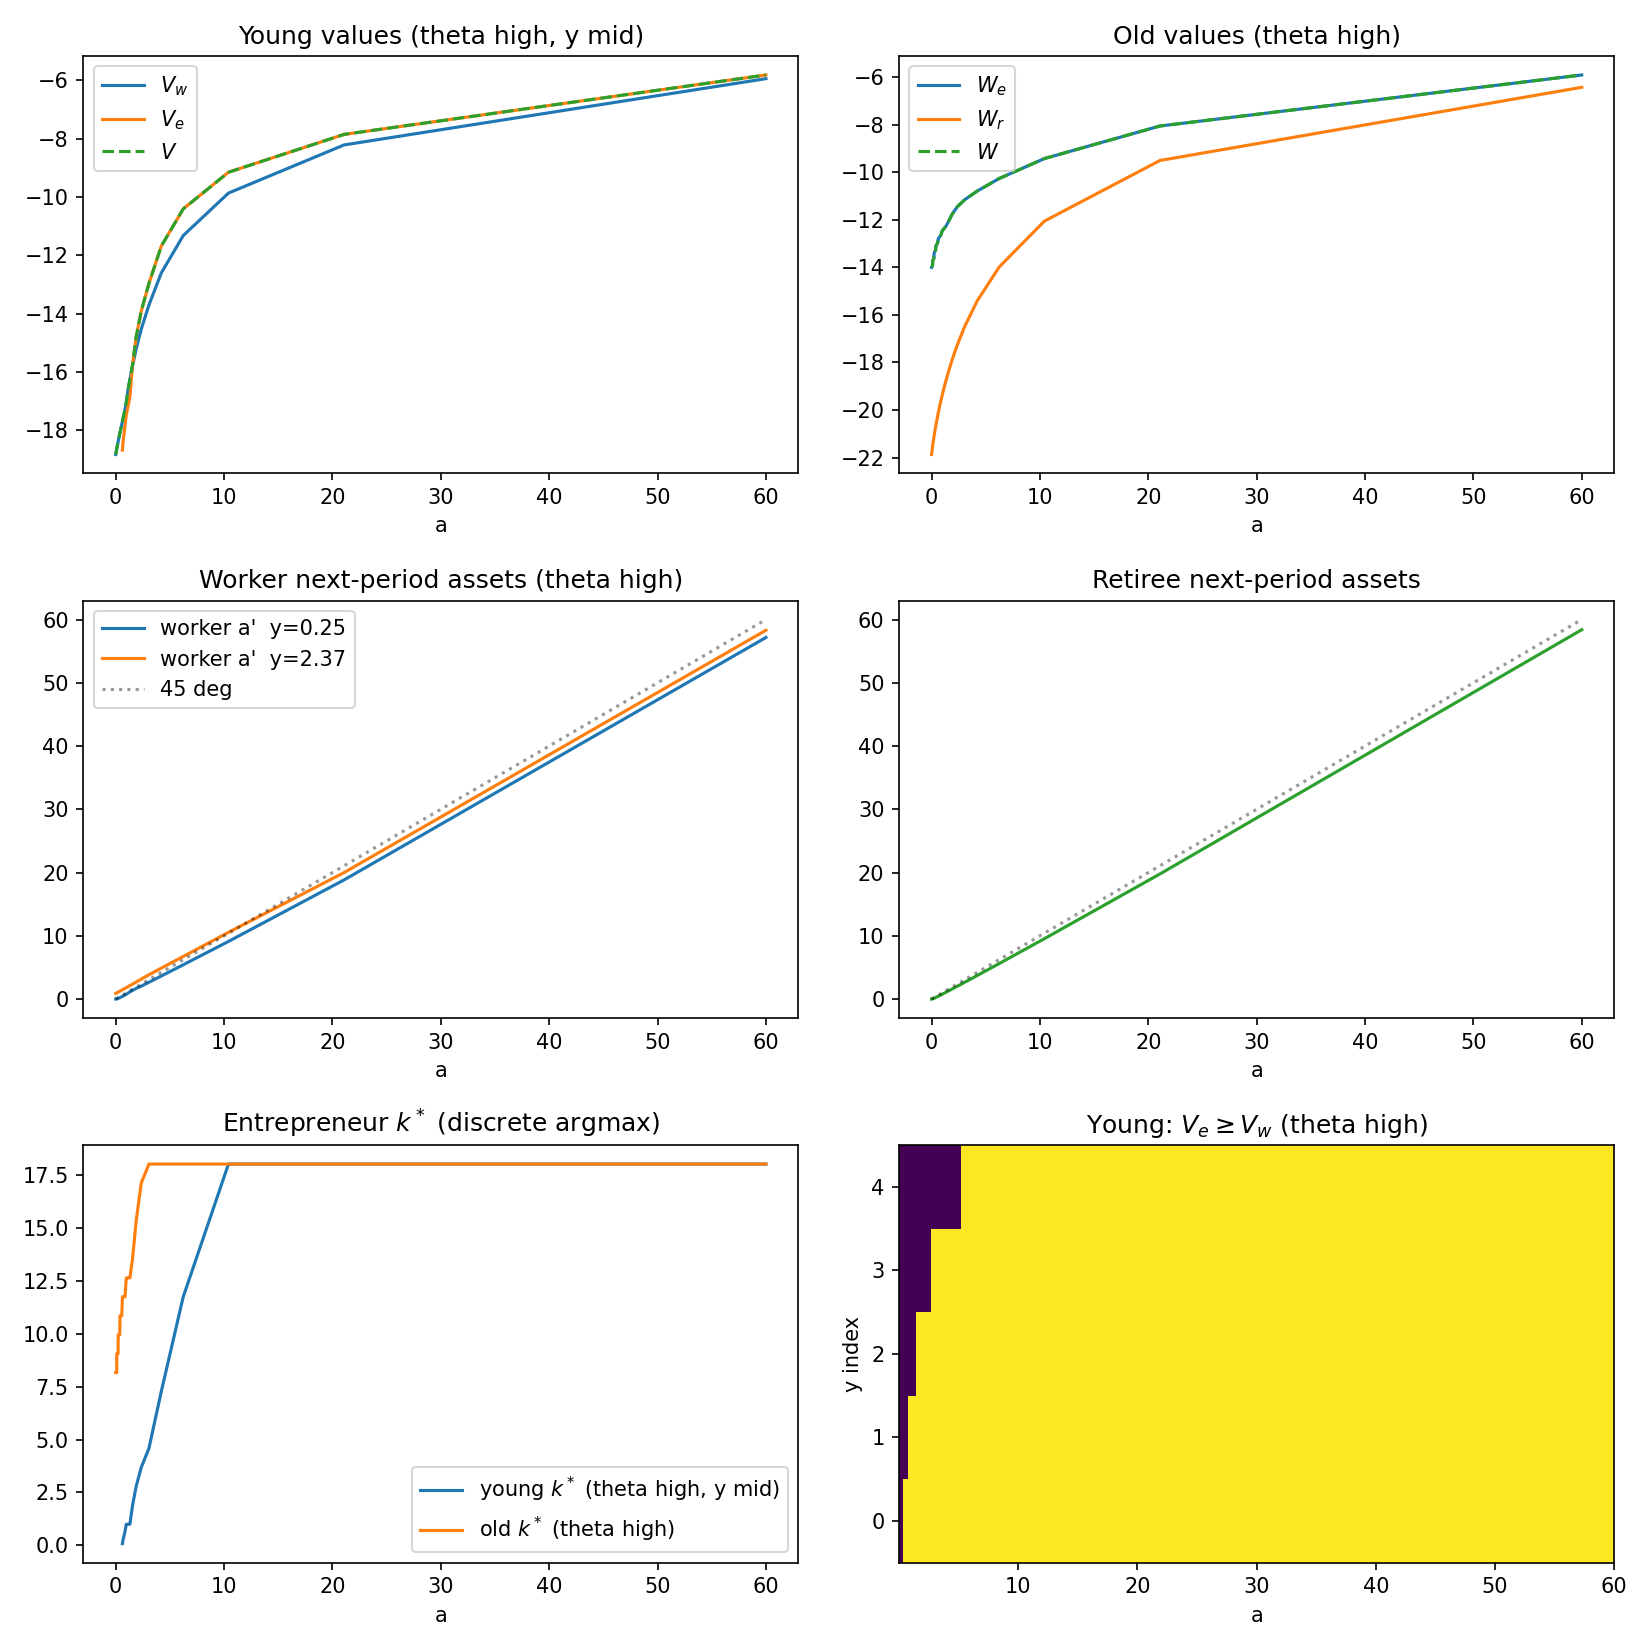 Young values (theta high, y mid)
V_w
V_e
V
−6
−8
−10
−12
−14
−16
−18
0 10 20 30 40 50 60
a
Old values (theta high)
W_e
W_r
W
−6
−8
−10
−12
−14
−16
−18
−20
−22
0 10 20 30 40 50 60
a
Worker next-period assets (theta high)
worker a' y=0.25
worker a' y=2.37
45 deg
60
50
40
30
20
10
0
0 10 20 30 40 50 60
a
Retiree next-period assets
60
50
40
30
20
10
0
0 10 20 30 40 50 60
a
Entrepreneur k* (discrete argmax)
17.5
15.0
12.5
10.0
7.5
5.0
2.5
0.0
young k* (theta high, y mid)
old k* (theta high)
0 10 20 30 40 50 60
a
Young: V_e ≥ V_w (theta high)
y index
4
3
2
1
0
10 20 30 40 50 60
a